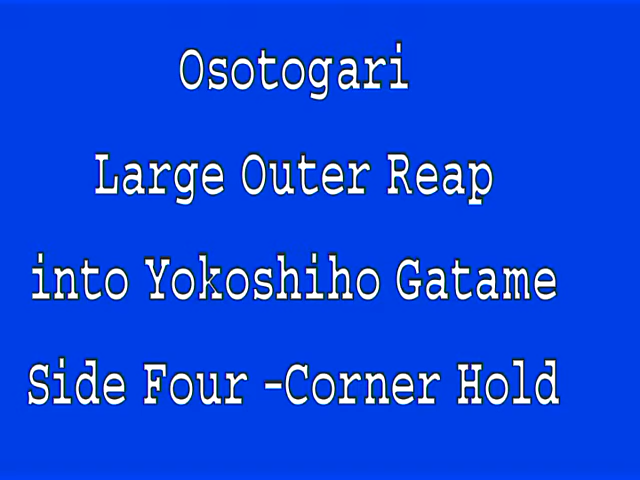 Osotogari
Large Outer Reap
into Yokoshiho Gatame
Side Four -Corner Hold